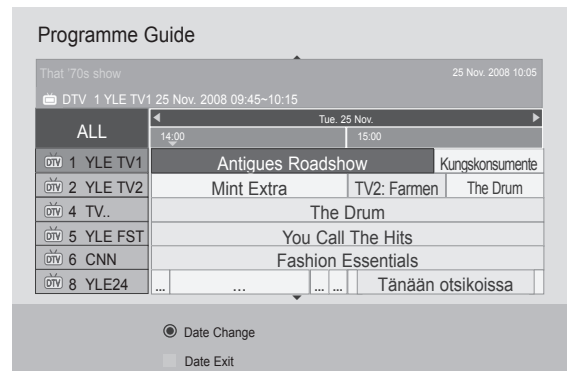 Programme Guide
That '70s show
25 Nov. 2008 10:05
DTV 1 YLE TV1 25 Nov. 2008 09:45~10:15
ALL
Tue. 25 Nov.
14:00 15:00
DTV 1 YLE TV1 Antigues Roadshow Kungskonsumente
DTV 2 YLE TV2 Mint Extra TV2: Farmen The Drum
DTV 4 TV.. The Drum
DTV 5 YLE FST You Call The Hits
DTV 6 CNN Fashion Essentials
DTV 8 YLE24 ... ... ... ... Tänään otsikoissa
Date Change
Date Exit